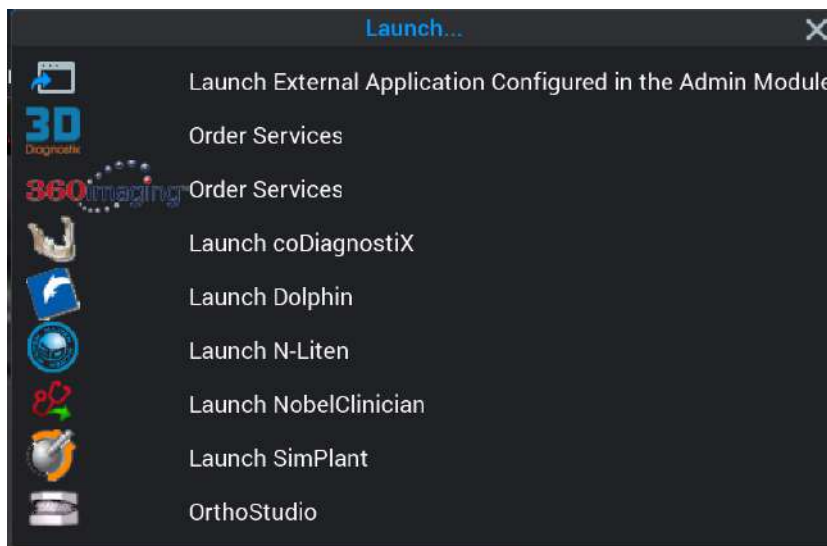 Launch...
Launch External Application Configured in the Admin Module
3D
Diagnostix
Order Services
360imaging
Order Services
Launch coDiagnostiX
Launch Dolphin
Launch N-Liten
Launch NobelClinician
Launch SimPlant
OrthoStudio